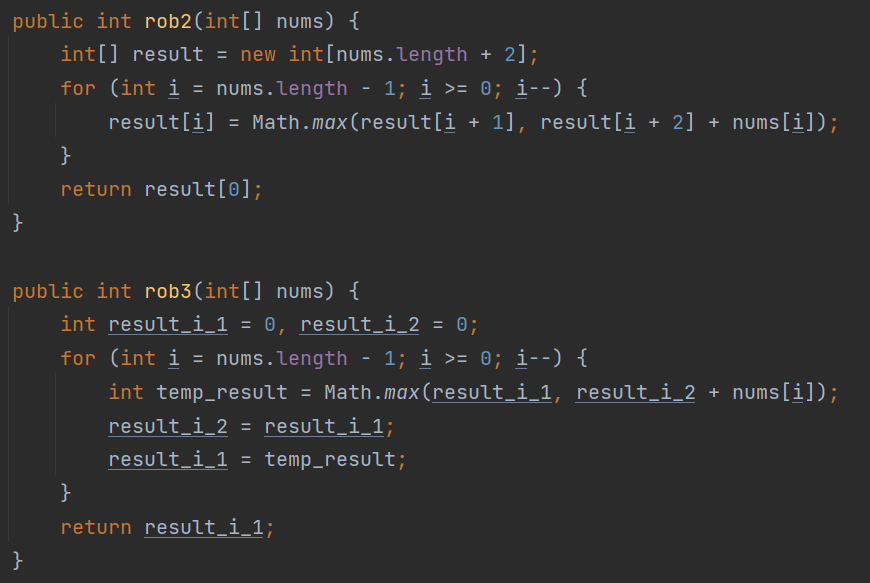 public int rob2(int[] nums) {
    int[] result = new int[nums.length + 2];
    for (int i = nums.length - 1; i >= 0; i--) {
        result[i] = Math.max(result[i + 1], result[i + 2] + nums[i]);
    }
    return result[0];
}

public int rob3(int[] nums) {
    int result_i_1 = 0, result_i_2 = 0;
    for (int i = nums.length - 1; i >= 0; i--) {
        int temp_result = Math.max(result_i_1, result_i_2 + nums[i]);
        result_i_2 = result_i_1;
        result_i_1 = temp_result;
    }
    return result_i_1;
}